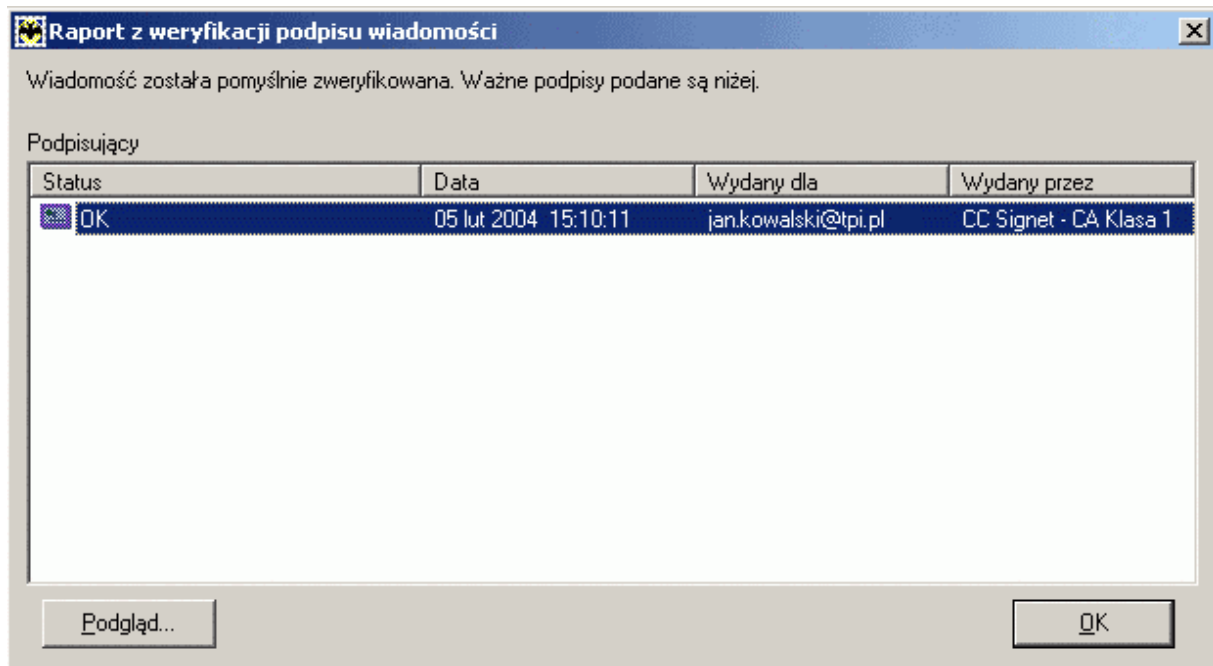 Raport z weryfikacji podpisu wiadomości
Wiadomość została pomyślnie zweryfikowana. Ważne podpisy podane są niżej.
Podpisujący
Status Data Wydany dla Wydany przez
OK 05 lut 2004 15:10:11 jan.kowalski@tpi.pl CC Signet - CA Klasa 1
Podgląd... OK